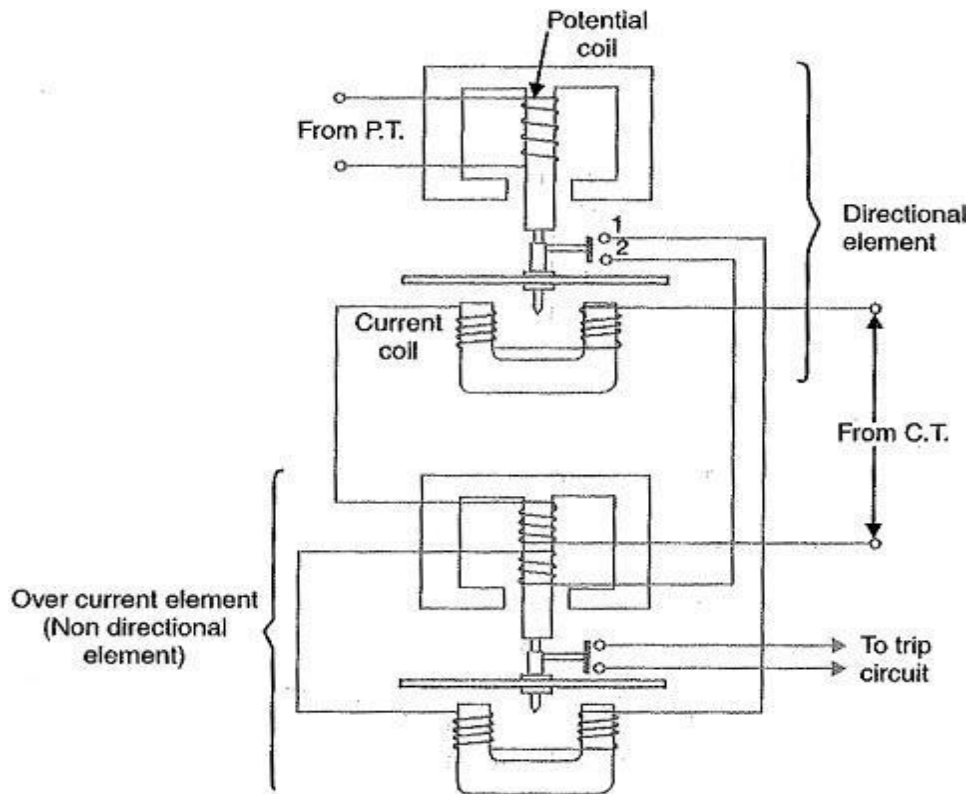 Potential
coil
From P.T.
1
2
Directional
element
Current
coil
From C.T.
Over current element
(Non directional
element)
To trip
circuit